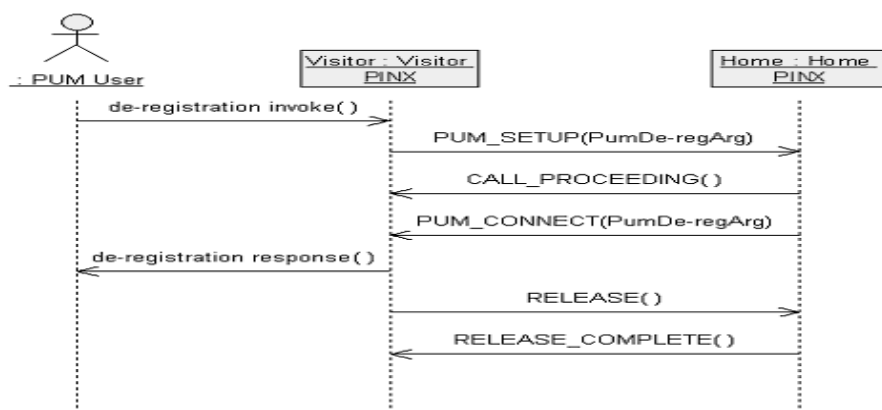 : PUM User
Visitor : Visitor
PINX
Home : Home
PINX
de-registration invoke()
PUM_SETUP(PumDe-regArg)
CALL_PROCEEDING()
PUM_CONNECT(PumDe-regArg)
de-registration response()
RELEASE()
RELEASE_COMPLETE()